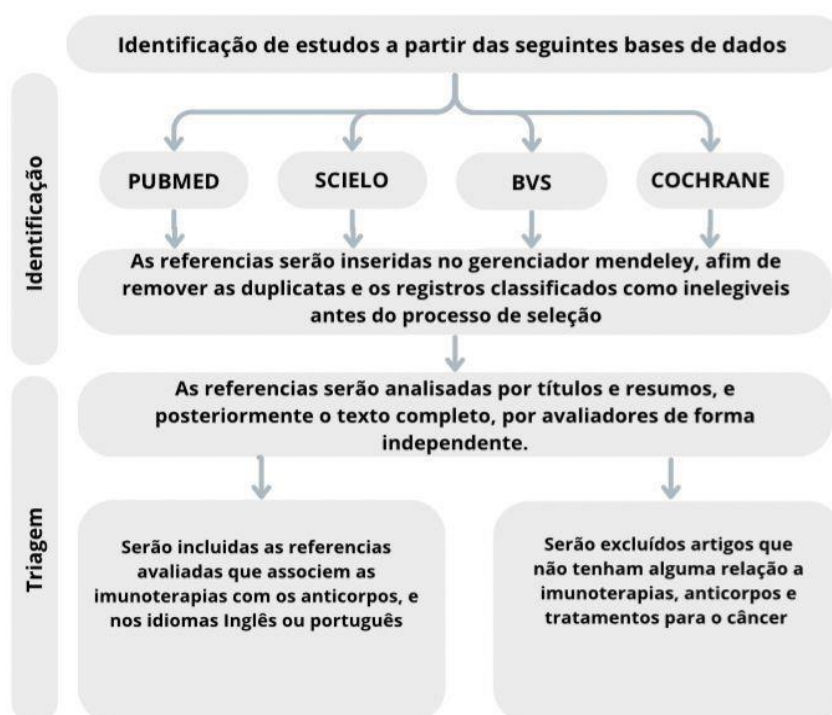 Identificação de estudos a partir das seguintes bases de dados
Identificação
PUBMED
SCIELO
BVS
COCHRANE
As referencias serão inseridas no gerenciador mendeley, afim de
remover as duplicatas e os registros classificados como inelegiveis
antes do processo de seleção
Triagem
As referencias serão analisadas por títulos e resumos, e
posteriormente o texto completo, por avaliadores de forma
independente.
Serão incluidas as referencias
avaliadas que associem as
imunoterapias com os anticorpos, e
nos idiomas Inglês ou português
Serão excluídos artigos que
não tenham alguma relação a
imunoterapias, anticorpos e
tratamentos para o câncer